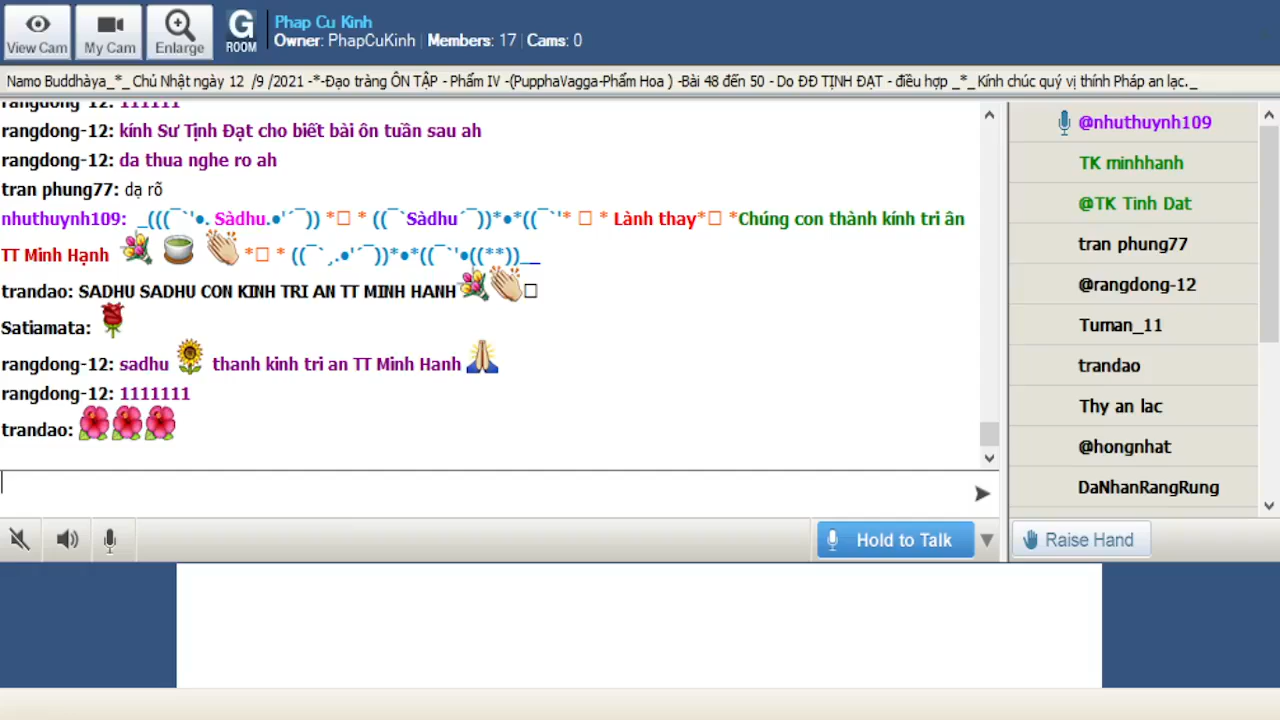 View Cam
My Cam
Enlarge
G
ROOM
Phap Cu Kinh
Owner: PhapCuKinh | Members: 17 | Cams: 0
Namo Buddhàya_*_ Chủ Nhật ngày 12 /9 /2021 -*-Đạo tràng ÔN TẬP - Phẩm IV -(PupphaVagga-Phẩm Hoa ) -Bài 48 đến 50 - Do ĐĐ TỊNH ĐẠT - điều hợp _*_ Kính chúc quý vị thính Pháp an lạc._
rangdong-12: 111111
rangdong-12: kính Sư Tịnh Đạt cho biết bài ôn tuần sau ah
rangdong-12: da thua nghe ro ah
tran phung77: dạ rõ
nhuthuynh109: _(((¯`'•. Sàdhu.•'´¯)) *□ * ((¯`Sàdhu´¯))*•*((¯`'* □ * Lành thay*□ *Chúng con thành kính tri ân
TT Minh Hạnh *□ * ((¯`¸.•'´¯))*•*((¯`'•((**))__
trandao: SADHU SADHU CON KINH TRI AN TT MINH HANH □
Satiamata:
rangdong-12: sadhu thanh kinh tri an TT Minh Hanh
rangdong-12: 1111111
trandao:
@nhuthuynh109
TK minhhanh
@TK Tinh Dat
tran phung77
@rangdong-12
Tuman_11
trandao
Thy an lac
@hongnhat
DaNhanRangRung
Hold to Talk
Raise Hand